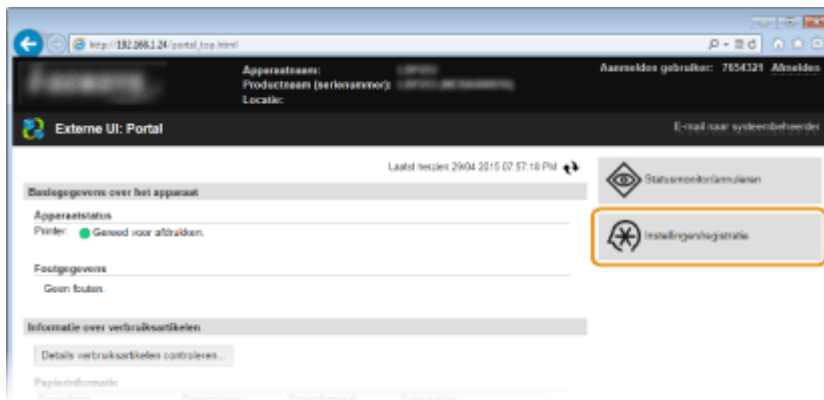 http://192.168.1.24/portal_top.html
Apparaatnaam:
Productnaam (serienummer):
Locatie:
Aanmelden gebruiker: 7654321 Afmelden
Externe UI: Portal
E-mail naar systeembeheerder
Laatst herzien: 29/04 2015 07:57:18 PM
Basisgegevens over het apparaat
Apparaatstatus
Printer: Gereed voor afdrukken.
Foutgegevens
Geen fouten.
Informatie over verbruiksartikelen
Details verbruiksartikelen controleren...
Papierinformatie
Statusmonitor/annuleren
Instellingen/registratie